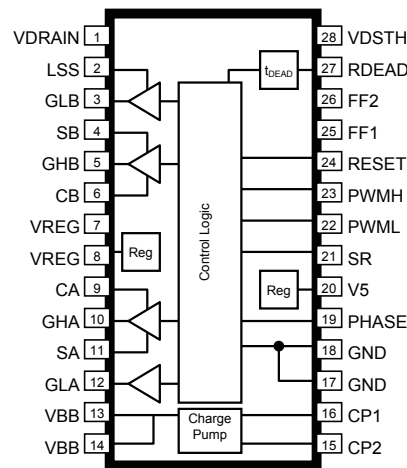 VDRAIN 1
LSS 2
GLB 3
SB 4
GHB 5
CB 6
VREG 7
VREG 8
CA 9
GHA 10
SA 11
GLA 12
VBB 13
VBB 14
Reg
Control Logic
Charge
Pump
tDEAD
Reg
28 VDSTH
27 RDEAD
26 FF2
25 FF1
24 RESET
23 PWMH
22 PWML
21 SR
20 V5
19 PHASE
18 GND
17 GND
16 CP1
15 CP2